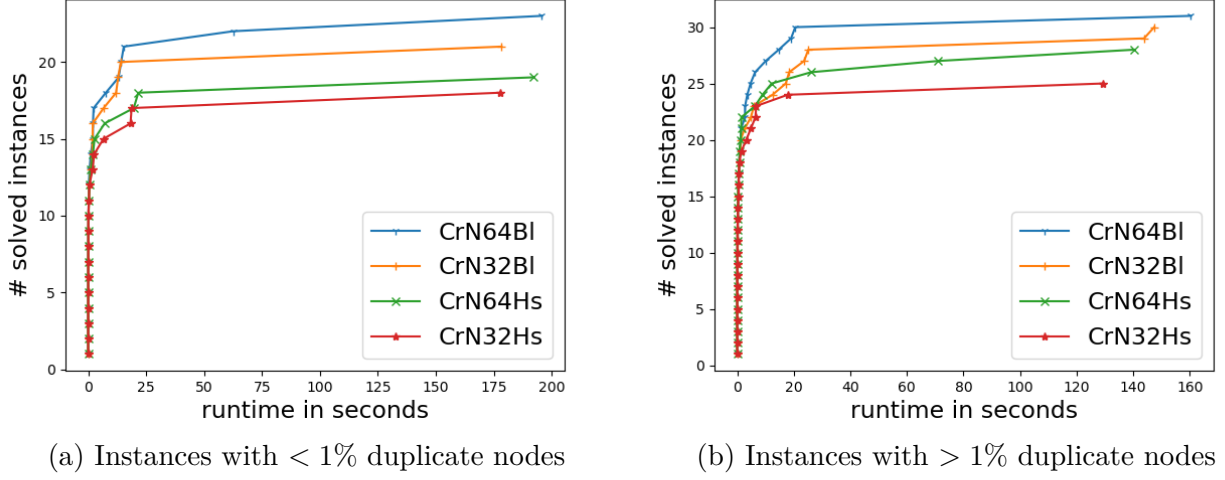 # solved instances
20
15
10
5
0
CrN64Bl
CrN32Bl
CrN64Hs
CrN32Hs
0 25 50 75 100 125 150 175 200
runtime in seconds
(a) Instances with < 1% duplicate nodes
# solved instances
30
25
20
15
10
5
0
CrN64Bl
CrN32Bl
CrN64Hs
CrN32Hs
0 20 40 60 80 100 120 140 160
runtime in seconds
(b) Instances with > 1% duplicate nodes